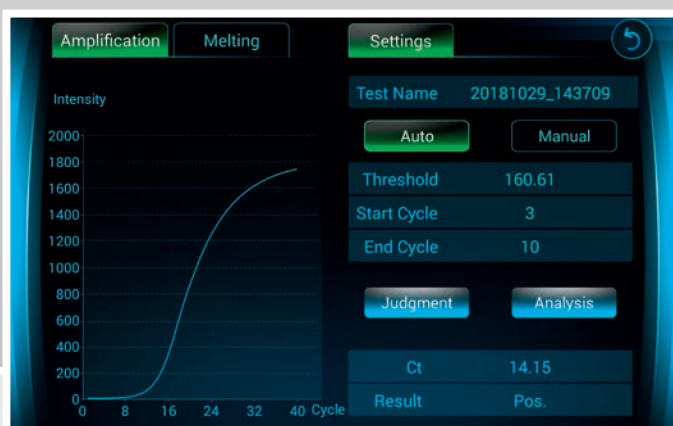 Amplification
Melting
Intensity
2000
1800
1600
1400
1200
1000
800
600
400
200
0
0 8 16 24 32 40 Cycle
Settings
Test Name 20181029_143709
Auto Manual
Threshold 160.61
Start Cycle 3
End Cycle 10
Judgment Analysis
Ct 14.15
Result Pos.